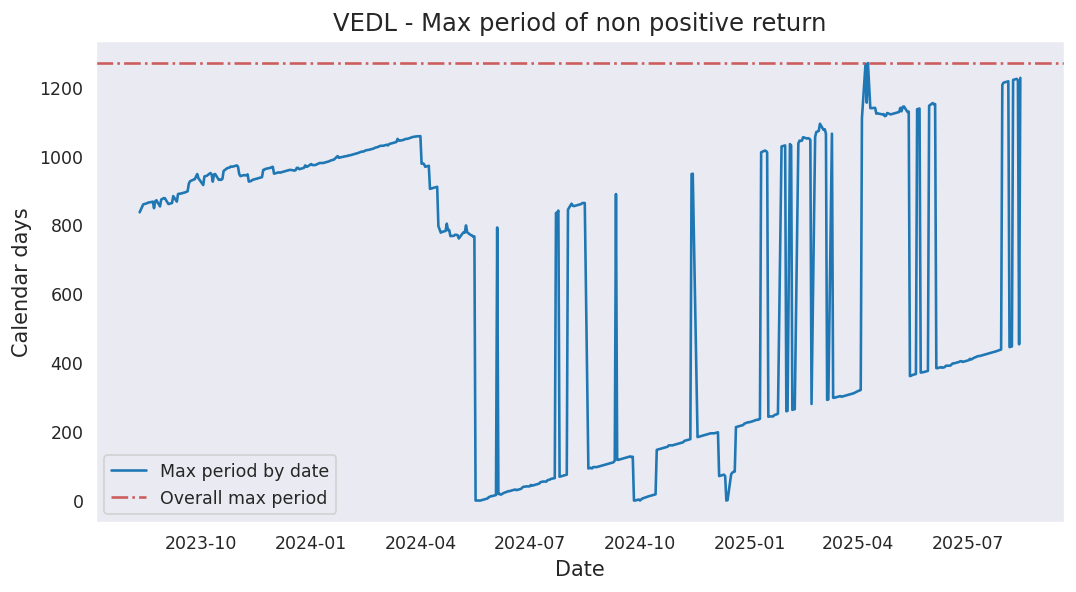 VEDL - Max period of non positive return
Calendar days
1200
1000
800
600
400
200
0
Max period by date
Overall max period
2023-10 2024-01 2024-04 2024-07 2024-10 2025-01 2025-04 2025-07
Date